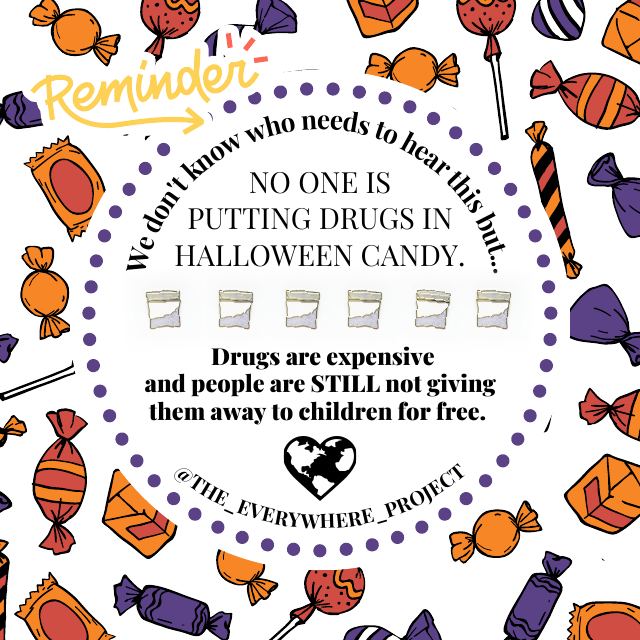 Reminder
We don't know who needs to hear this but...
NO ONE IS
PUTTING DRUGS IN
HALLOWEEN CANDY.
Drugs are expensive
and people are STILL not giving
them away to children for free.
@THE_EVERYWHERE_PROJECT